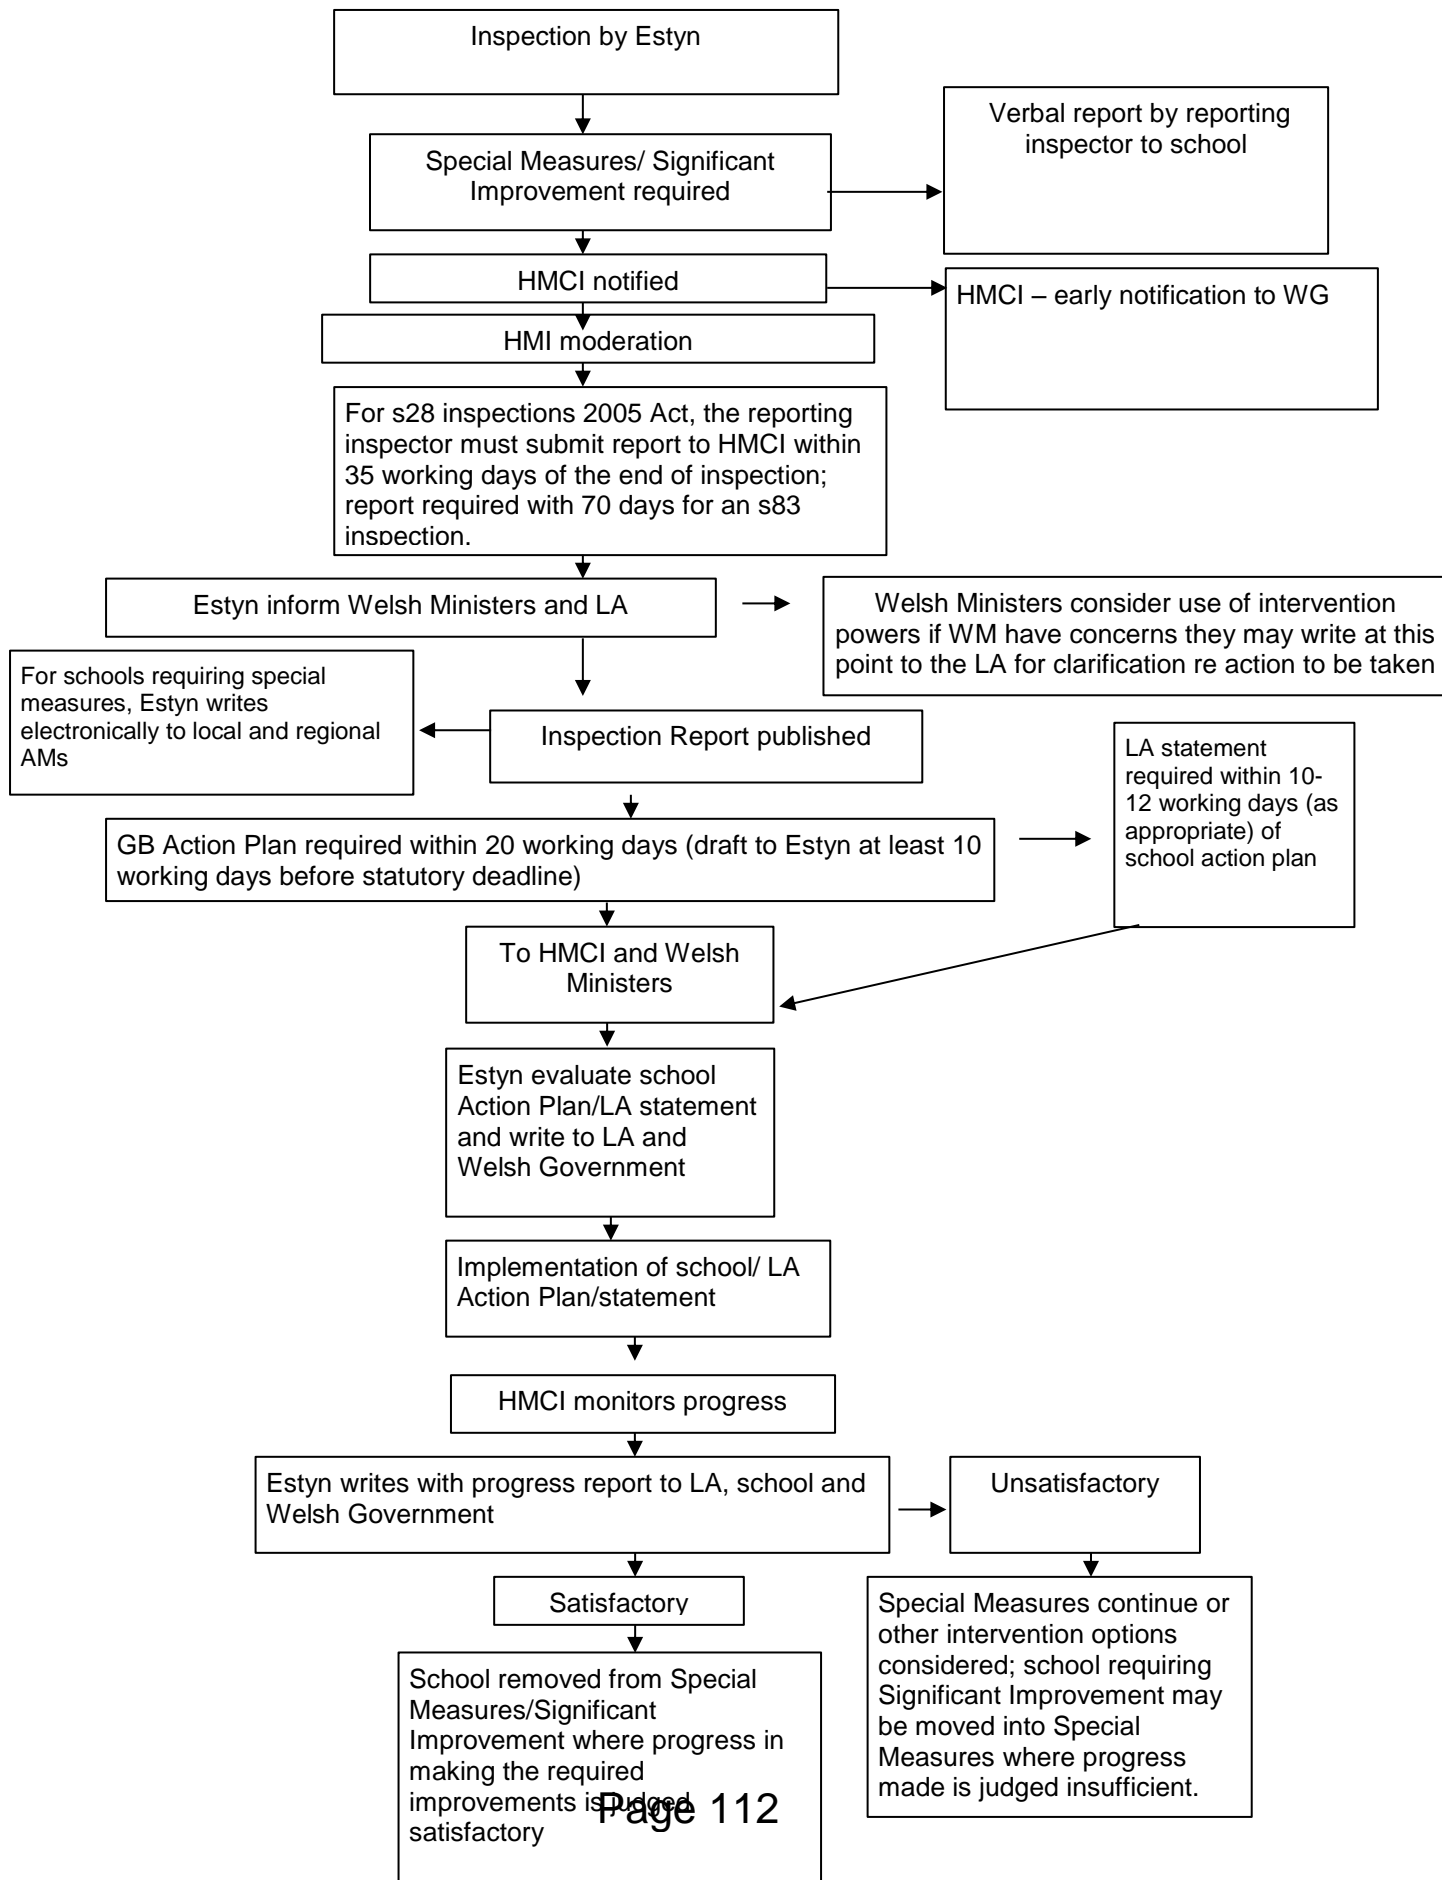 Inspection by Estyn
Verbal report by reporting
inspector to school
Special Measures/ Significant
Improvement required
HMCI notified
HMCI – early notification to WG
HMI moderation
For s28 inspections 2005 Act, the reporting
inspector must submit report to HMCI within
35 working days of the end of inspection;
report required with 70 days for an s83
inspection.
Estyn inform Welsh Ministers and LA
Welsh Ministers consider use of intervention
powers if WM have concerns they may write at this
point to the LA for clarification re action to be taken
For schools requiring special
measures, Estyn writes
electronically to local and regional
AMs
Inspection Report published
LA statement
required within 10-
12 working days (as
appropriate) of
school action plan
GB Action Plan required within 20 working days (draft to Estyn at least 10
working days before statutory deadline)
To HMCI and Welsh
Ministers
Estyn evaluate school
Action Plan/LA statement
and write to LA and
Welsh Government
Implementation of school/ LA
Action Plan/statement
HMCI monitors progress
Estyn writes with progress report to LA, school and
Welsh Government
Unsatisfactory
Satisfactory
Special Measures continue or
other intervention options
considered; school requiring
Significant Improvement may
be moved into Special
Measures where progress
made is judged insufficient.
School removed from Special
Measures/Significant
Improvement where progress in
making the required
improvements is judged
satisfactory
Page 112